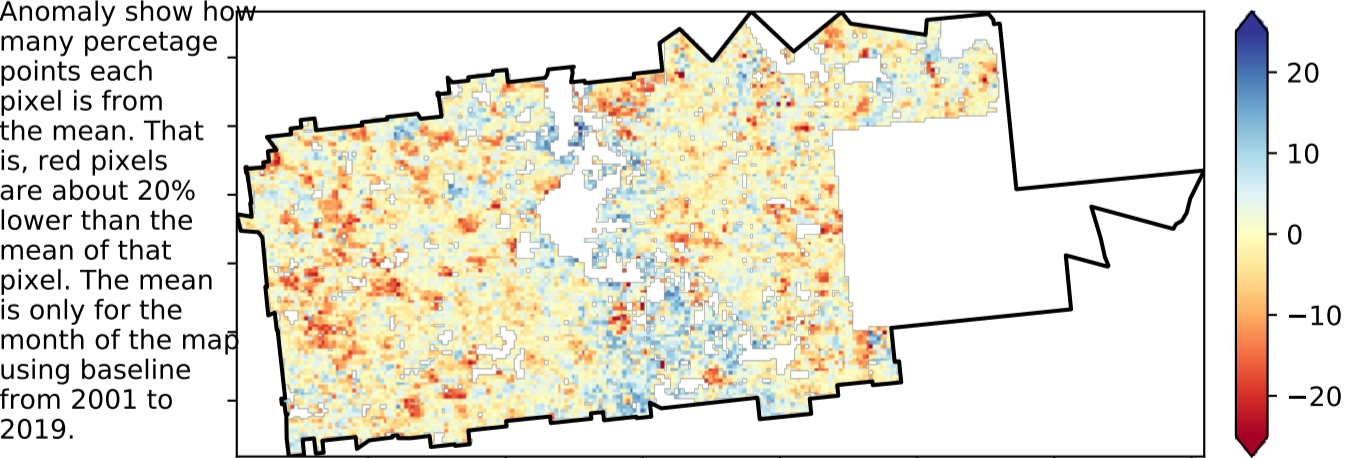 Anomaly show how
many percetage
points each
pixel is from
the mean. That
is, red pixels
are about 20%
lower than the
mean of that
pixel. The mean
is only for the
month of the map
using baseline
from 2001 to
2019.
20
10
0
−10
−20